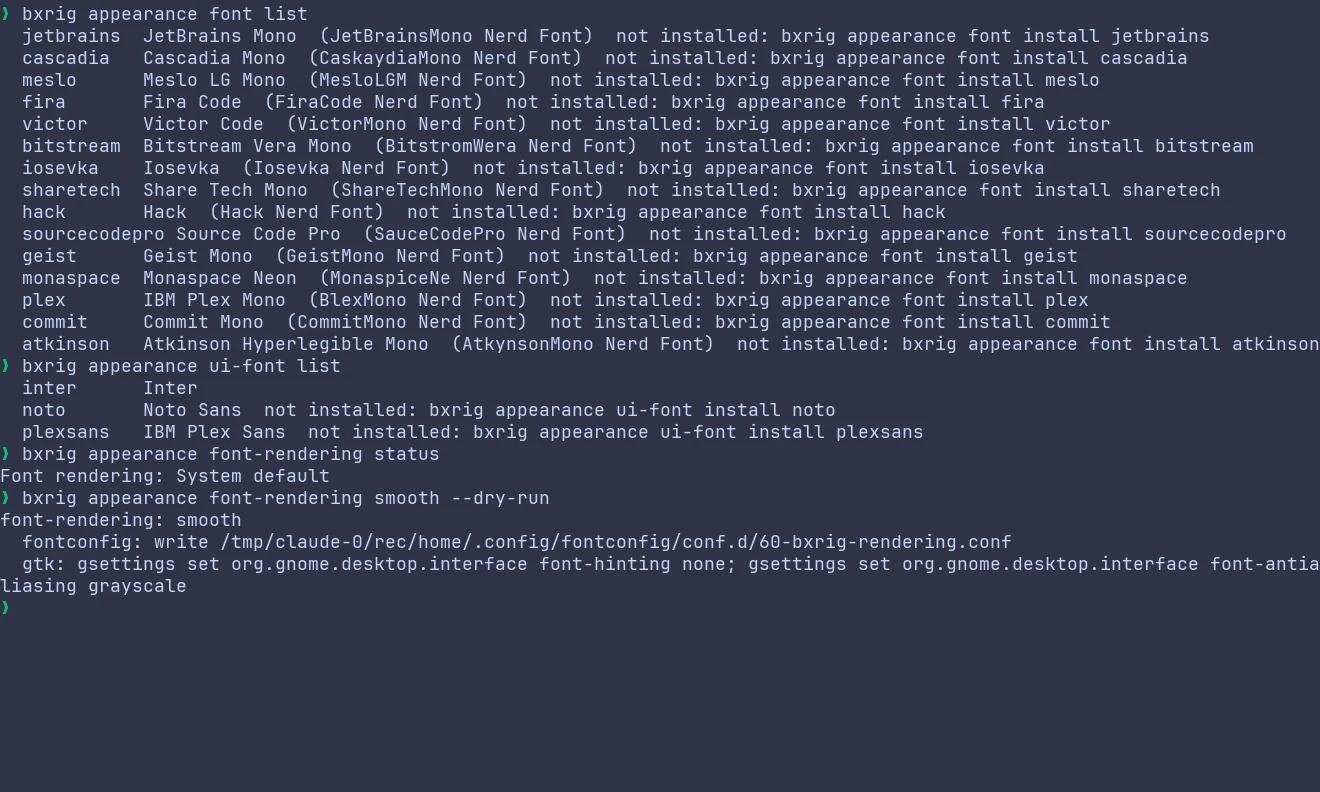 ❯ bxrig appearance font list
  jetbrains  JetBrains Mono  (JetBrainsMono Nerd Font)  not installed: bxrig appearance font install jetbrains
  cascadia   Cascadia Mono  (CaskaydiaMono Nerd Font)  not installed: bxrig appearance font install cascadia
  meslo      Meslo LG Mono  (MesloLGM Nerd Font)  not installed: bxrig appearance font install meslo
  fira       Fira Code  (FiraCode Nerd Font)  not installed: bxrig appearance font install fira
  victor     Victor Code  (VictorMono Nerd Font)  not installed: bxrig appearance font install victor
  bitstream  Bitstream Vera Mono  (BitstromWera Nerd Font)  not installed: bxrig appearance font install bitstream
  iosevka    Iosevka  (Iosevka Nerd Font)  not installed: bxrig appearance font install iosevka
  sharetech  Share Tech Mono  (ShareTechMono Nerd Font)  not installed: bxrig appearance font install sharetech
  hack       Hack  (Hack Nerd Font)  not installed: bxrig appearance font install hack
  sourcecodepro Source Code Pro  (SauceCodePro Nerd Font)  not installed: bxrig appearance font install sourcecodepro
  geist      Geist Mono  (GeistMono Nerd Font)  not installed: bxrig appearance font install geist
  monaspace  Monaspace Neon  (MonaspiceNe Nerd Font)  not installed: bxrig appearance font install monaspace
  plex       IBM Plex Mono  (BlexMono Nerd Font)  not installed: bxrig appearance font install plex
  commit     Commit Mono  (CommitMono Nerd Font)  not installed: bxrig appearance font install commit
  atkinson   Atkinson Hyperlegible Mono  (AtkynsonMono Nerd Font)  not installed: bxrig appearance font install atkinson
❯ bxrig appearance ui-font list
  inter      Inter
  noto       Noto Sans  not installed: bxrig appearance ui-font install noto
  plexsans   IBM Plex Sans  not installed: bxrig appearance ui-font install plexsans
❯ bxrig appearance font-rendering status
Font rendering: System default
❯ bxrig appearance font-rendering smooth --dry-run
font-rendering: smooth
  fontconfig: write /tmp/claude-0/rec/home/.config/fontconfig/conf.d/60-bxrig-rendering.conf
  gtk: gsettings set org.gnome.desktop.interface font-hinting none; gsettings set org.gnome.desktop.interface font-antia
liasing grayscale
❯